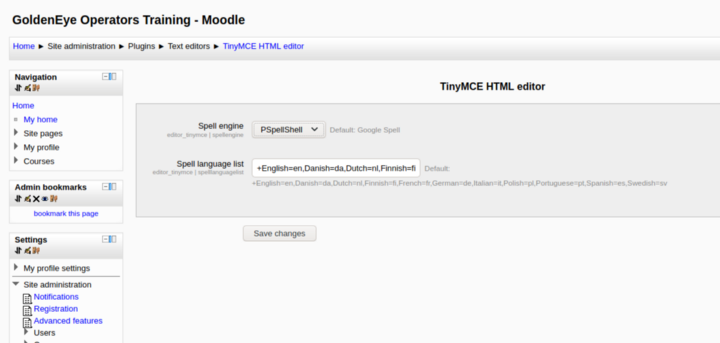 GoldenEye Operators Training - Moodle
Home ► Site administration ► Plugins ► Text editors ► TinyMCE HTML editor
Navigation
Home
My home
Site pages
My profile
Courses
Admin bookmarks
bookmark this page
Settings
My profile settings
Site administration
Notifications
Registration
Advanced features
Users
TinyMCE HTML editor
Spell engine
editor_tinymce | spellengine
PSpellShell
Default: Google Spell
Spell language list
editor_tinymce | spelllanguagelist
+English=en,Danish=da,Dutch=nl,Finnish=fi
Default:
+English=en,Danish=da,Dutch=nl,Finnish=fi,French=fr,German=de,Italian=it,Polish=pl,Portuguese=pt,Spanish=es,Swedish=sv
Save changes